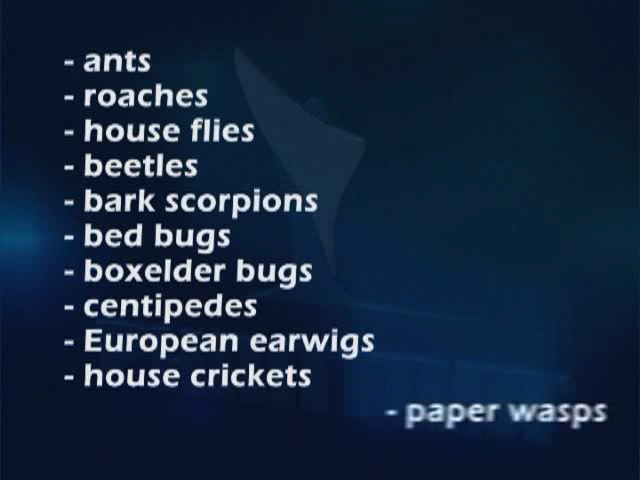 - ants
- roaches
- house flies
- beetles
- bark scorpions
- bed bugs
- boxelder bugs
- centipedes
- European earwigs
- house crickets
- paper wasps